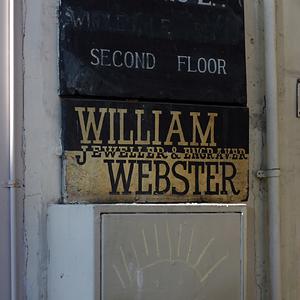 SECOND FLOOR
WILLIAM
JEWELLER & ENGRAVER
WEBSTER